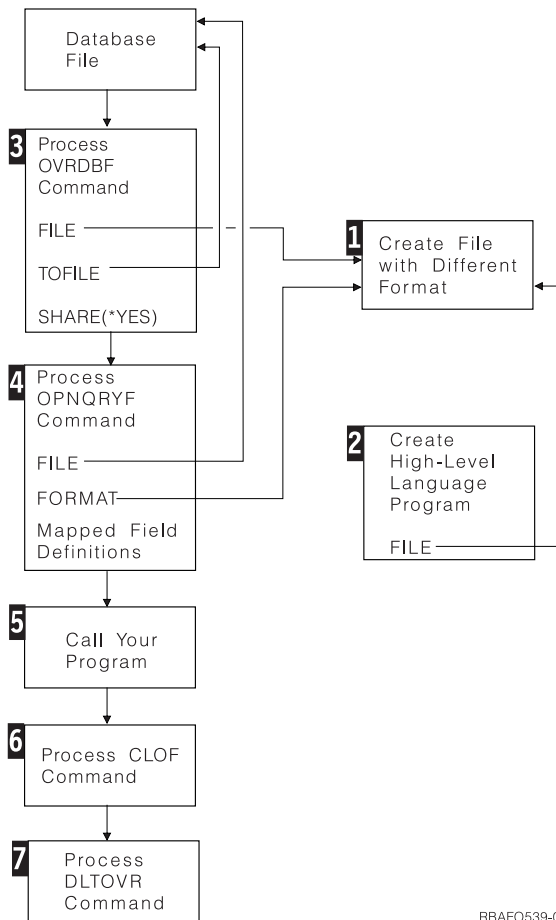 Database
File
3
Process
OVRDBF
Command
FILE
TOFILE
SHARE(*YES)
1
Create File
with Different
Format
4
Process
OPNQRYF
Command
FILE
FORMAT
Mapped Field
Definitions
2
Create
High-Level
Language
Program
FILE
5
Call Your
Program
6
Process CLOF
Command
7
Process
DLTOVR
Command